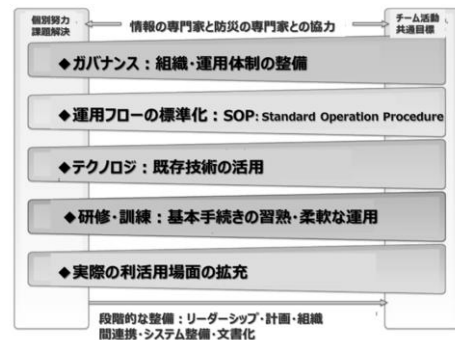 個別努力
課題解決
情報の専門家と防災の専門家との協力
チーム活動
共通目標
◆ガバナンス：組織・運用体制の整備
◆運用フローの標準化：SOP：Standard Operation Procedure
◆テクノロジ：既存技術の活用
◆研修・訓練：基本手続きの習熟・柔軟な運用
◆実際の利活用場面の拡充
段階的な整備：リーダーシップ・計画・組織
間連携・システム整備・文書化